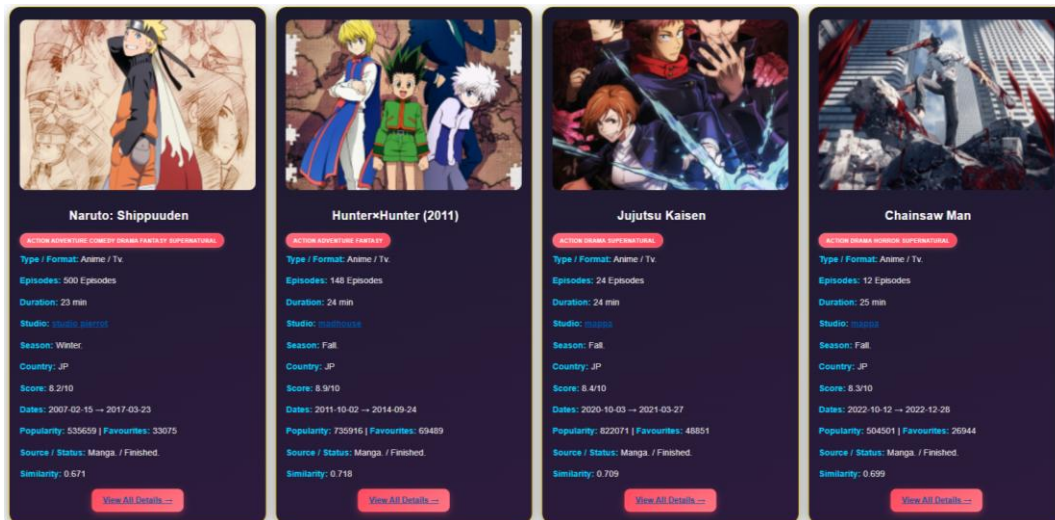 Naruto: Shippuuden
ACTION ADVENTURE COMEDY DRAMA FANTASY SUPERNATURAL
Type / Format: Anime / Tv.
Episodes: 500 Episodes
Duration: 23 min
Studio: studio pierrot
Season: Winter.
Country: JP
Score: 8.2/10
Dates: 2007-02-15 → 2017-03-23
Popularity: 535659 | Favourites: 33075
Source / Status: Manga. / Finished.
Similarity: 0.671
View All Details →
Hunter×Hunter (2011)
ACTION ADVENTURE FANTASY
Type / Format: Anime / Tv.
Episodes: 148 Episodes
Duration: 24 min
Studio: madhouse
Season: Fall.
Country: JP
Score: 8.9/10
Dates: 2011-10-02 → 2014-09-24
Popularity: 735916 | Favourites: 69489
Source / Status: Manga. / Finished.
Similarity: 0.718
View All Details →
Jujutsu Kaisen
ACTION DRAMA SUPERNATURAL
Type / Format: Anime / Tv.
Episodes: 24 Episodes
Duration: 24 min
Studio: mappa
Season: Fall.
Country: JP
Score: 8.4/10
Dates: 2020-10-03 → 2021-03-27
Popularity: 822071 | Favourites: 48851
Source / Status: Manga. / Finished.
Similarity: 0.709
View All Details →
Chainsaw Man
ACTION DRAMA HORROR SUPERNATURAL
Type / Format: Anime / Tv.
Episodes: 12 Episodes
Duration: 25 min
Studio: mappa
Season: Fall.
Country: JP
Score: 8.3/10
Dates: 2022-10-12 → 2022-12-28
Popularity: 504501 | Favourites: 26944
Source / Status: Manga. / Finished.
Similarity: 0.699
View All Details →